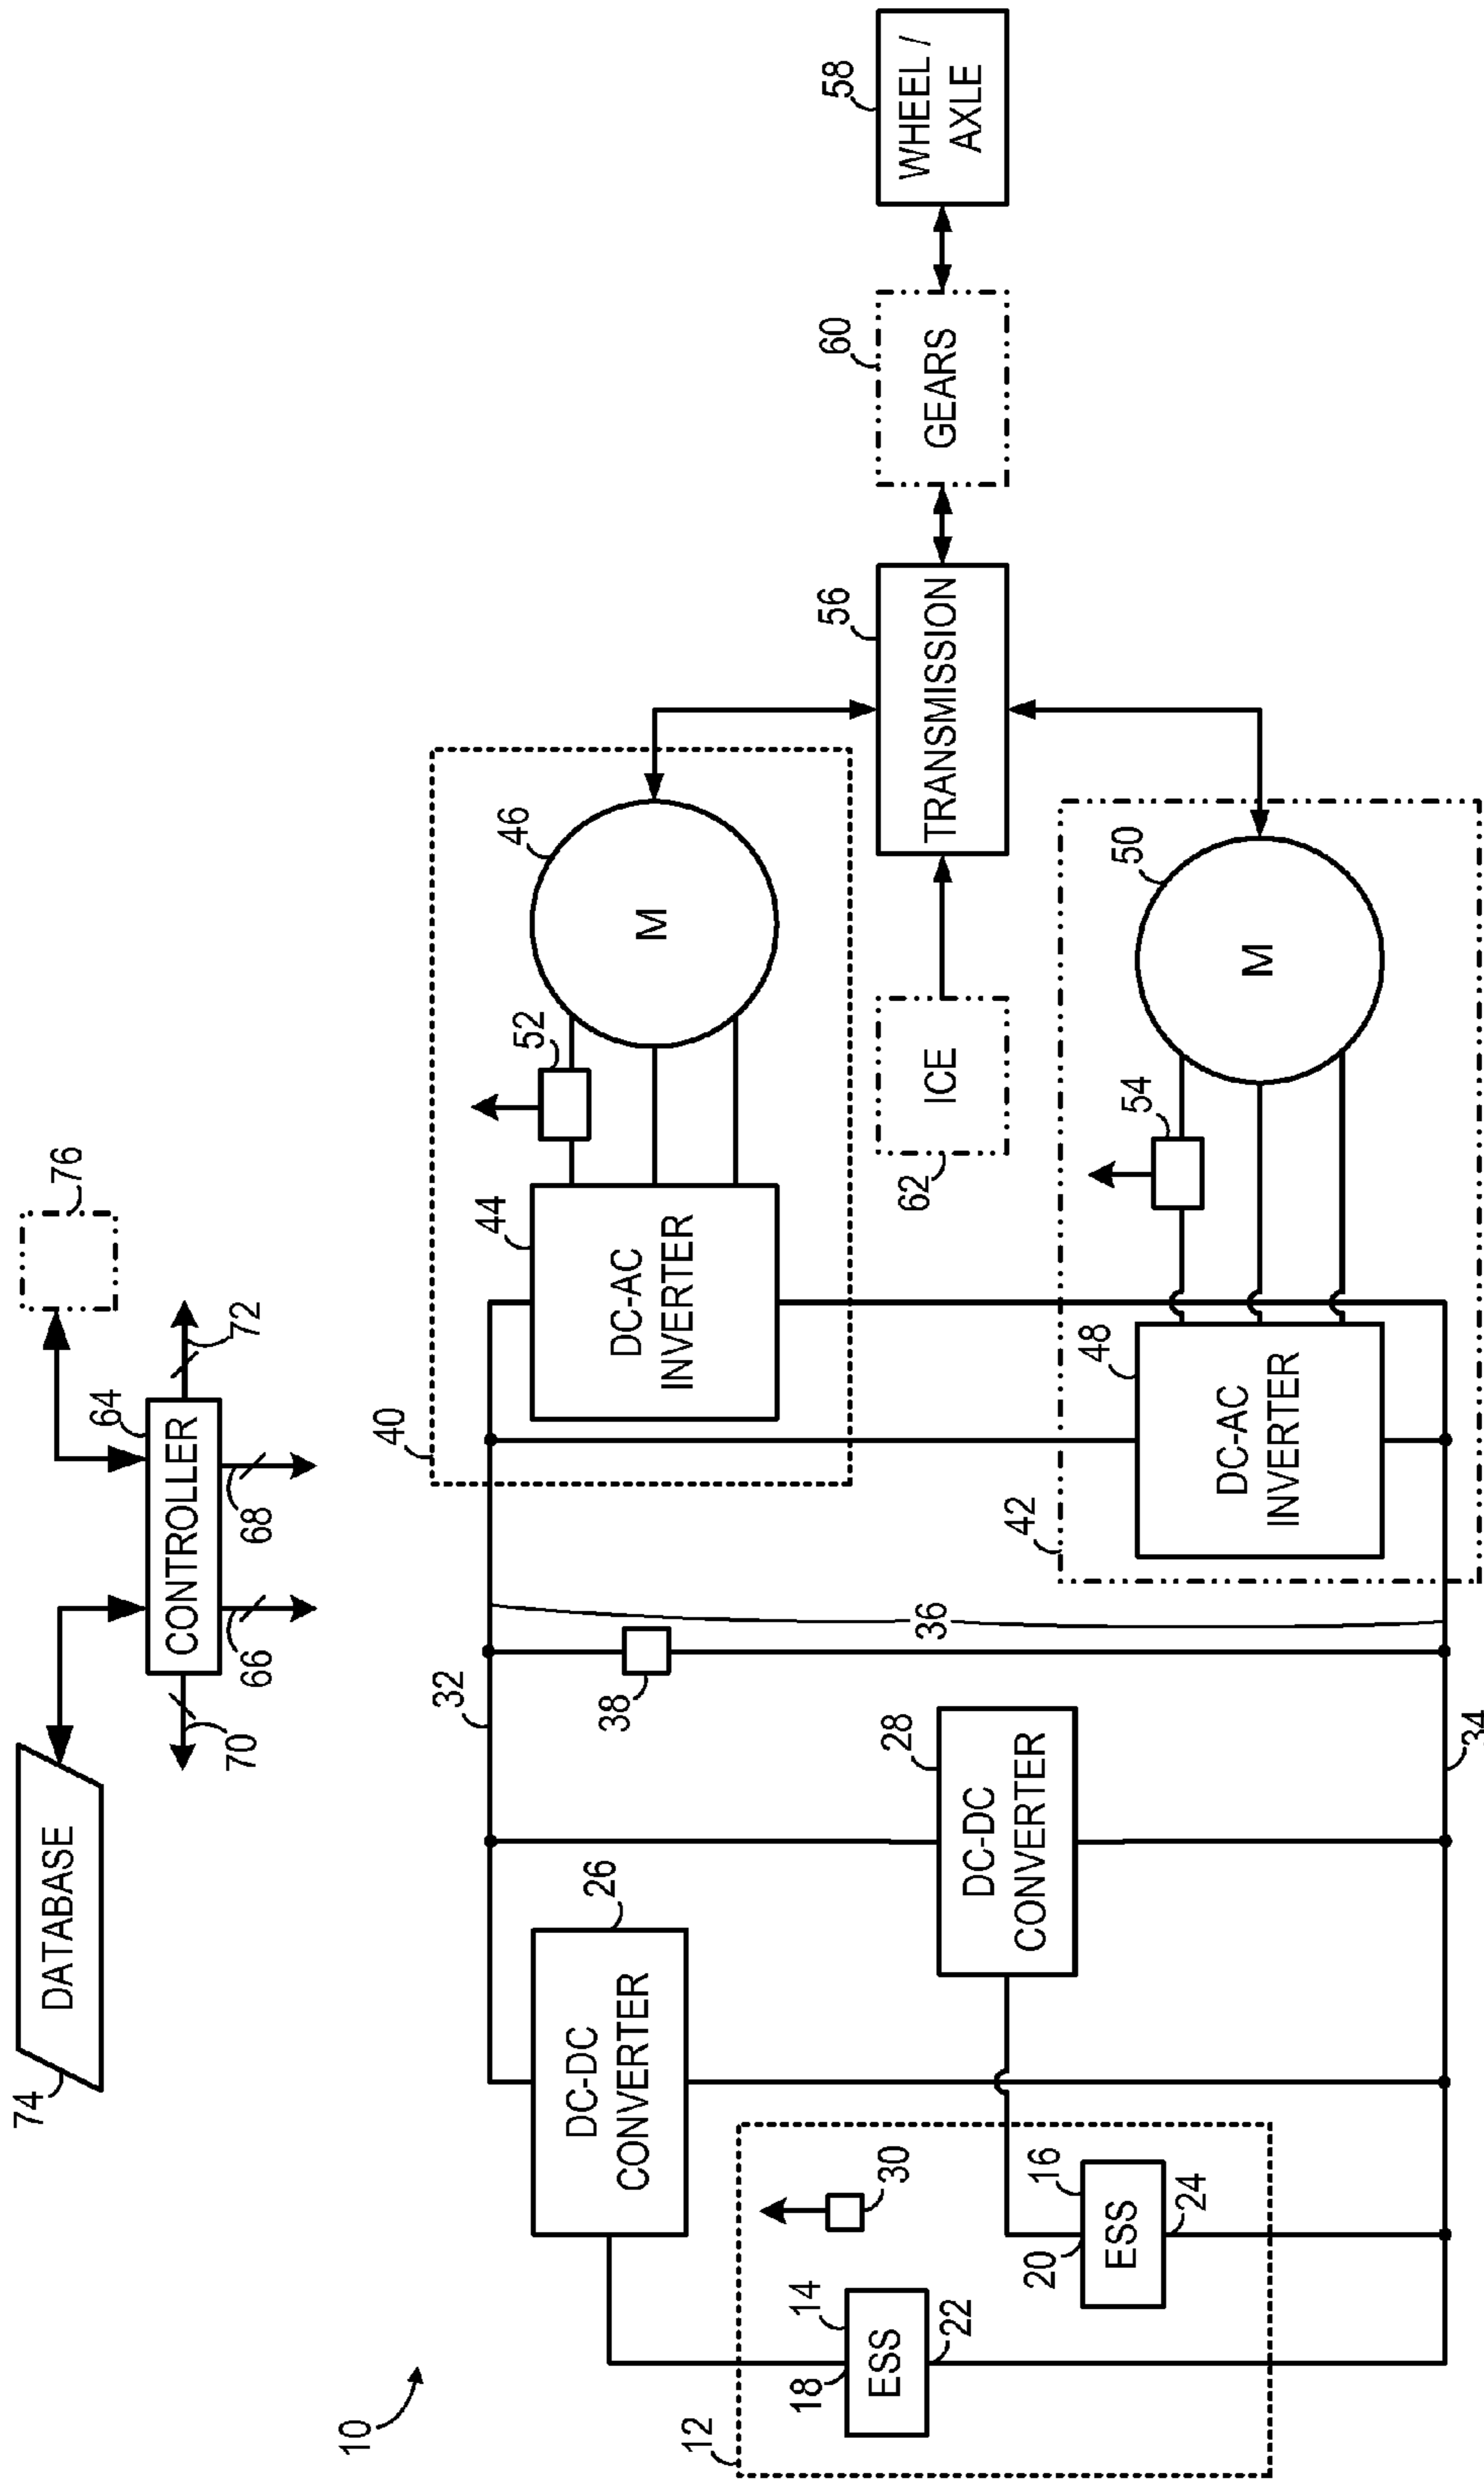 74
DATABASE
70
66
CONTROLLER
68
64
72
76
10
12
18
14
ESS
22
30
20
16
ESS
24
DC-DC
CONVERTER
26
DC-DC
CONVERTER
28
32
38
36
34
40
DC-AC
INVERTER
44
52
46
M
42
DC-AC
INVERTER
48
54
50
M
62
ICE
TRANSMISSION
56
GEARS
60
WHEEL /
AXLE
58